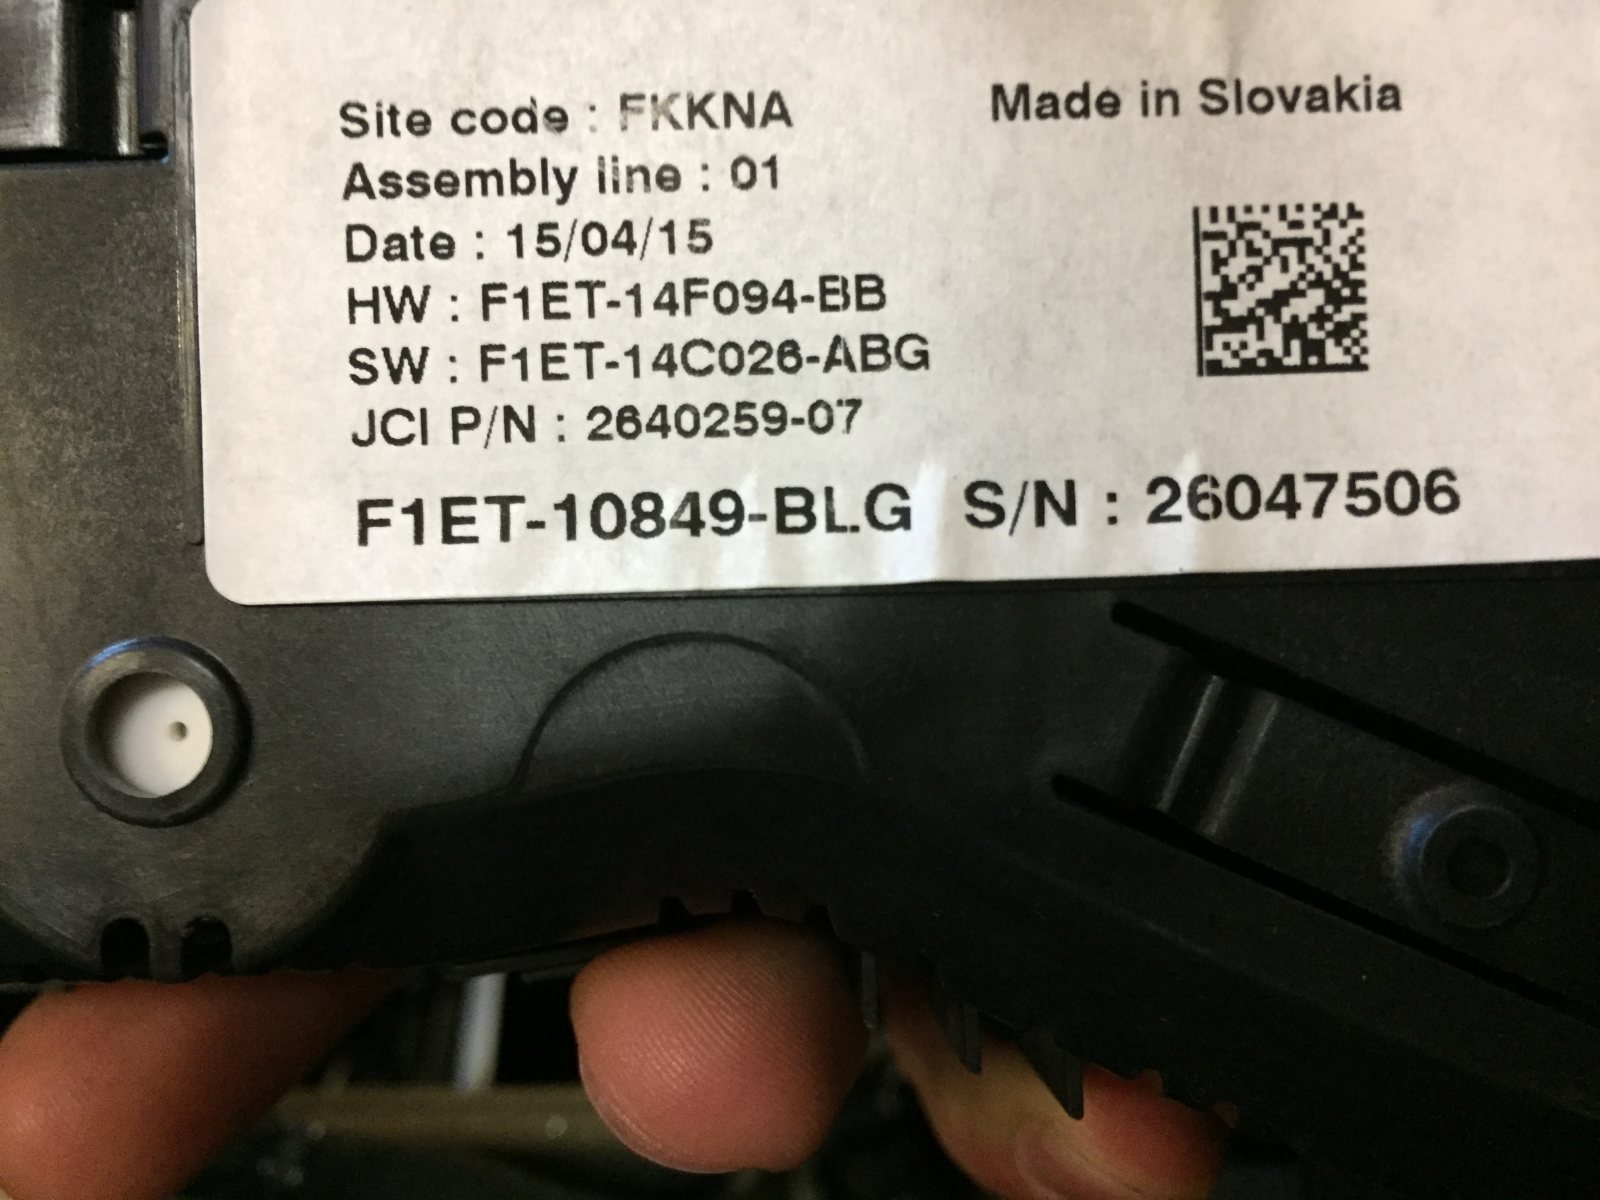 Site code : FKKNA
Made in Slovakia
Assembly line : 01
Date : 15/04/15
HW : F1ET-14F094-BB
SW : F1ET-14C026-ABG
JCI P/N : 2640259-07
F1ET-10849-BLG S/N : 26047506